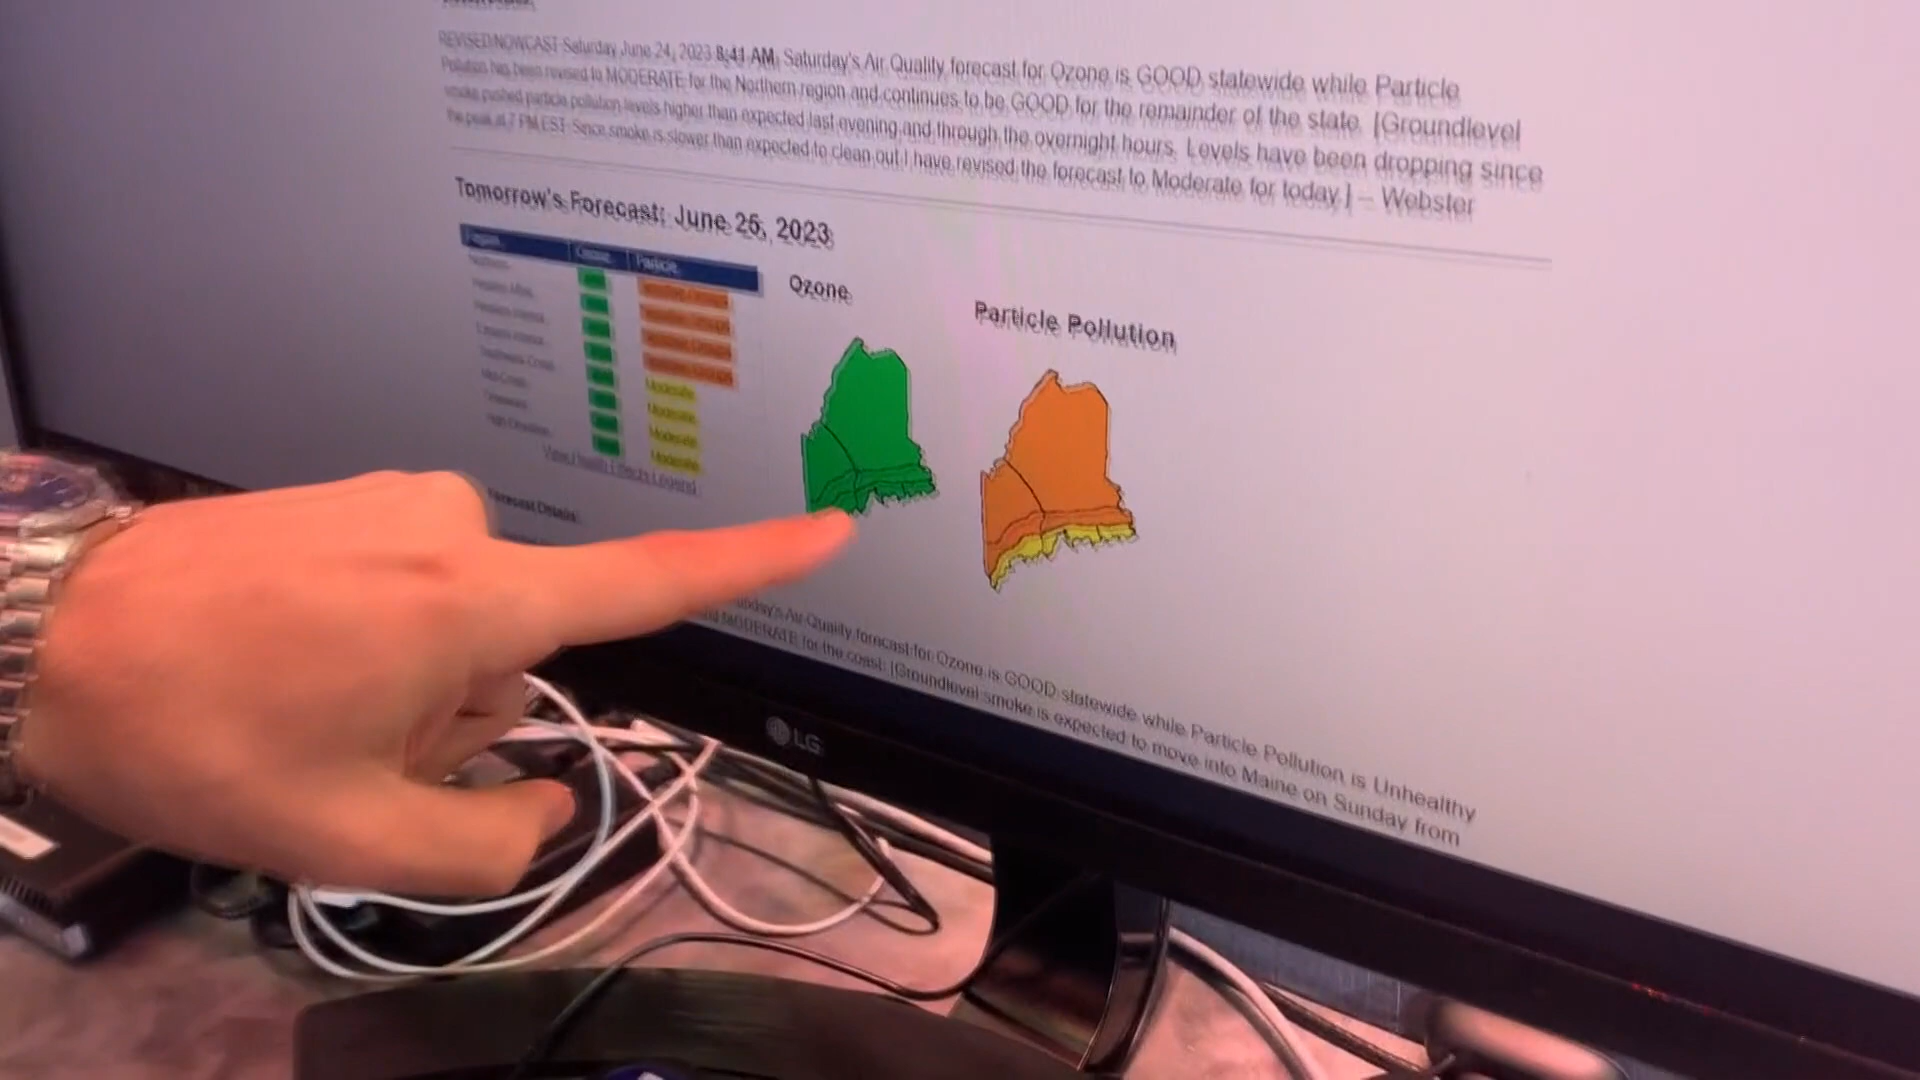 REVISED NOWCAST Saturday June 24, 2023 8:41 AM: Saturday's Air Quality forecast for Ozone is GOOD statewide while Particle
Pollution has been revised to MODERATE for the Northern region and continues to be GOOD for the remainder of the state. [Groundlevel
smoke pushed particle pollution levels higher than expected last evening and through the overnight hours. Levels have been dropping since
the peak at 7 PM EST. Since smoke is slower than expected to clean out I have revised the forecast to Moderate for today.] – Webster
Tomorrow's Forecast: June 25, 2023
Region Ozone Particle
Moderate
Moderate
Moderate
Moderate
View Health Effects Legend
Ozone
Particle Pollution
Forecast Details:
Air Quality forecast for Ozone is GOOD statewide while Particle Pollution is Unhealthy
MODERATE for the coast. [Groundlevel smoke is expected to move into Maine on Sunday from
LG